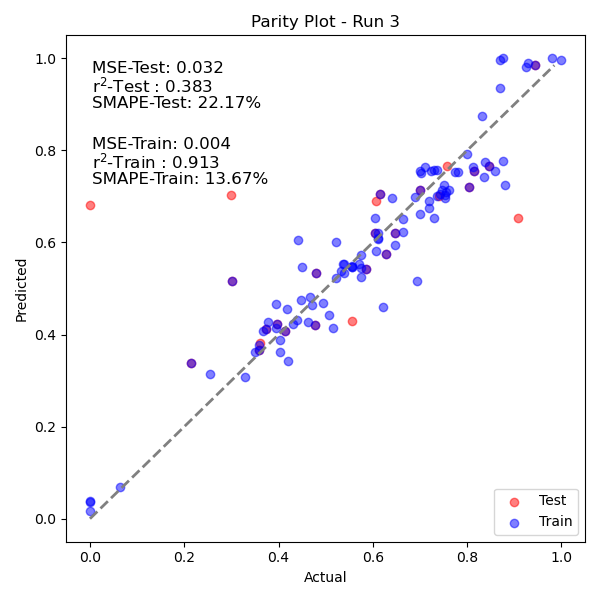 Parity Plot - Run 3
MSE-Test: 0.032
r²-Test : 0.383
SMAPE-Test: 22.17%
MSE-Train: 0.004
r²-Train : 0.913
SMAPE-Train: 13.67%
1.0
0.8
0.6
0.4
0.2
0.0
Predicted
Test
Train
0.0 0.2 0.4 0.6 0.8 1.0
Actual